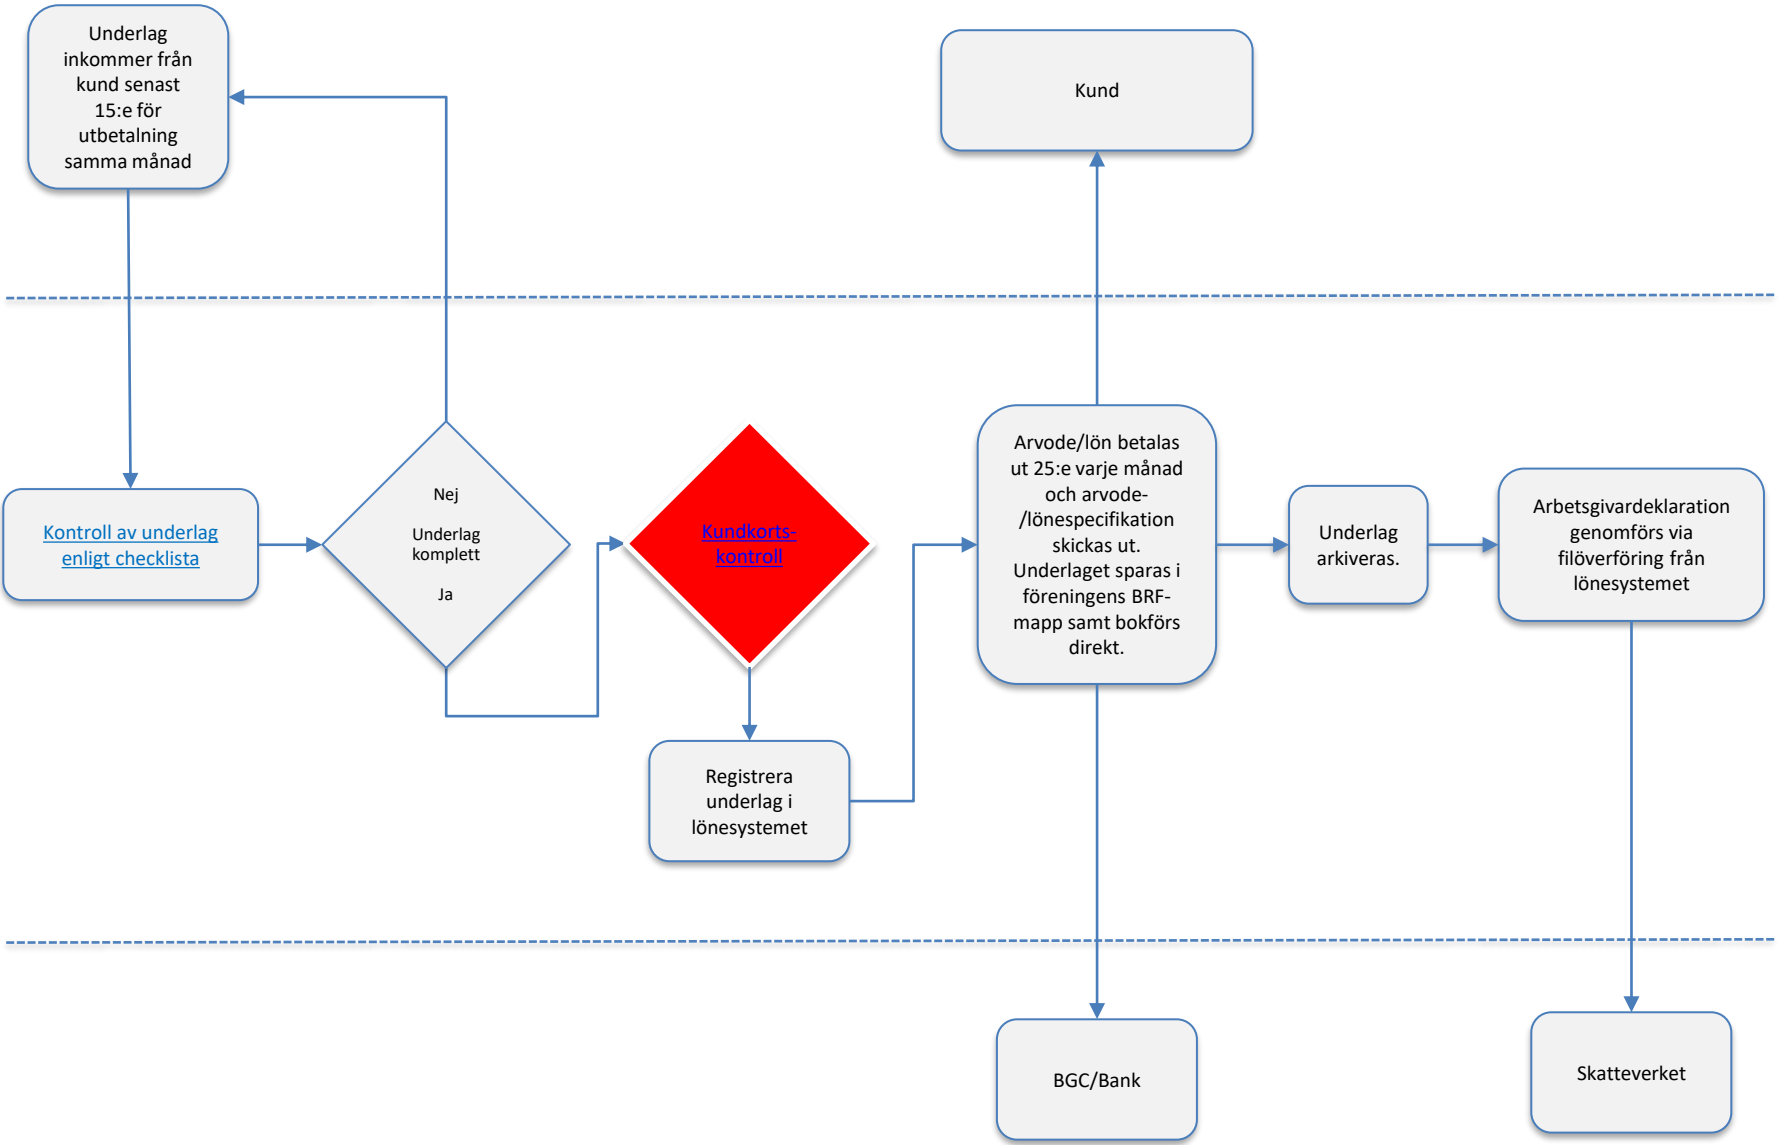 Underlag
inkommer från
kund senast
15:e för
utbetalning
samma månad
Kund
Kontroll av underlag
enligt checklista
Nej
Underlag
komplett
Ja
Kundkorts-
kontroll
Registrera
underlag i
lönesystemet
Arvode/lön betalas
ut 25:e varje månad
och arvode-
/lönespecifikation
skickas ut.
Underlaget sparas i
föreningens BRF-
mapp samt bokförs
direkt.
Underlag
arkiveras.
Arbetsgivardeklaration
genomförs via
filöverföring från
lönesystemet
BGC/Bank
Skatteverket